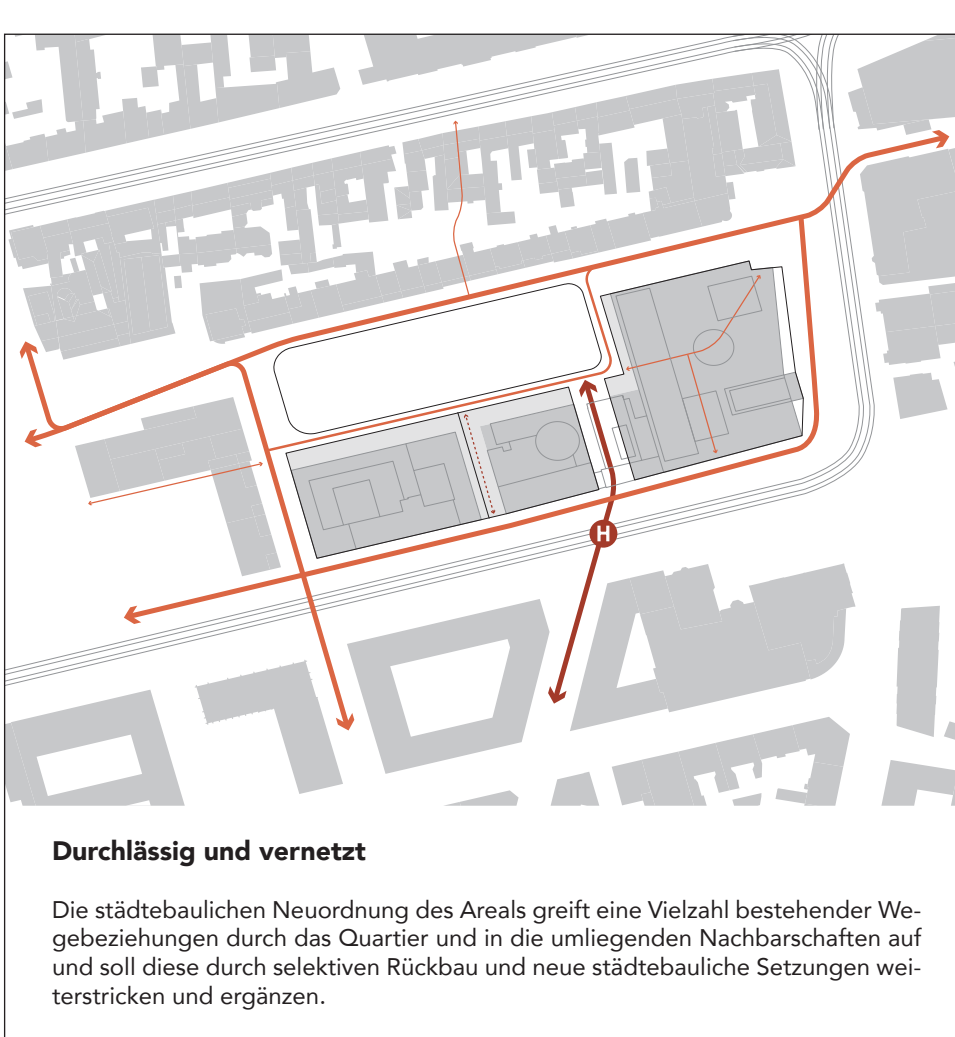 H
Durchlässig und vernetzt
Die städtebaulichen Neuordnung des Areals greift eine Vielzahl bestehender We-
gebeziehungen durch das Quartier und in die umliegenden Nachbarschaften auf
und soll diese durch selektiven Rückbau und neue städtebauliche Setzungen wei-
terstricken und ergänzen.